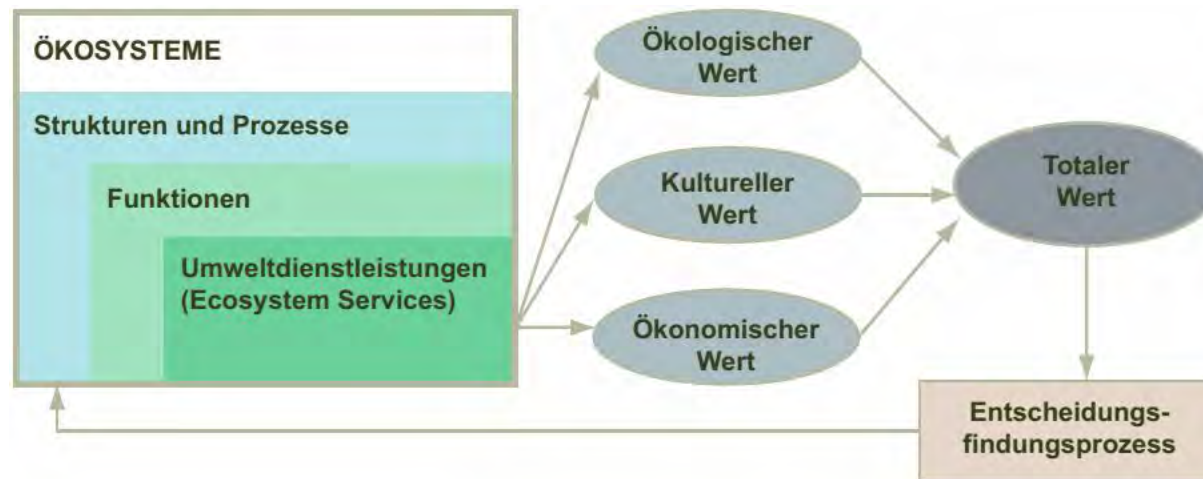 ÖKOSYSTEME
Strukturen und Prozesse
Funktionen
Umweltdienstleistungen
(Ecosystem Services)
Ökologischer
Wert
Kultureller
Wert
Ökonomischer
Wert
Totaler
Wert
Entscheidungs-
findungsprozess